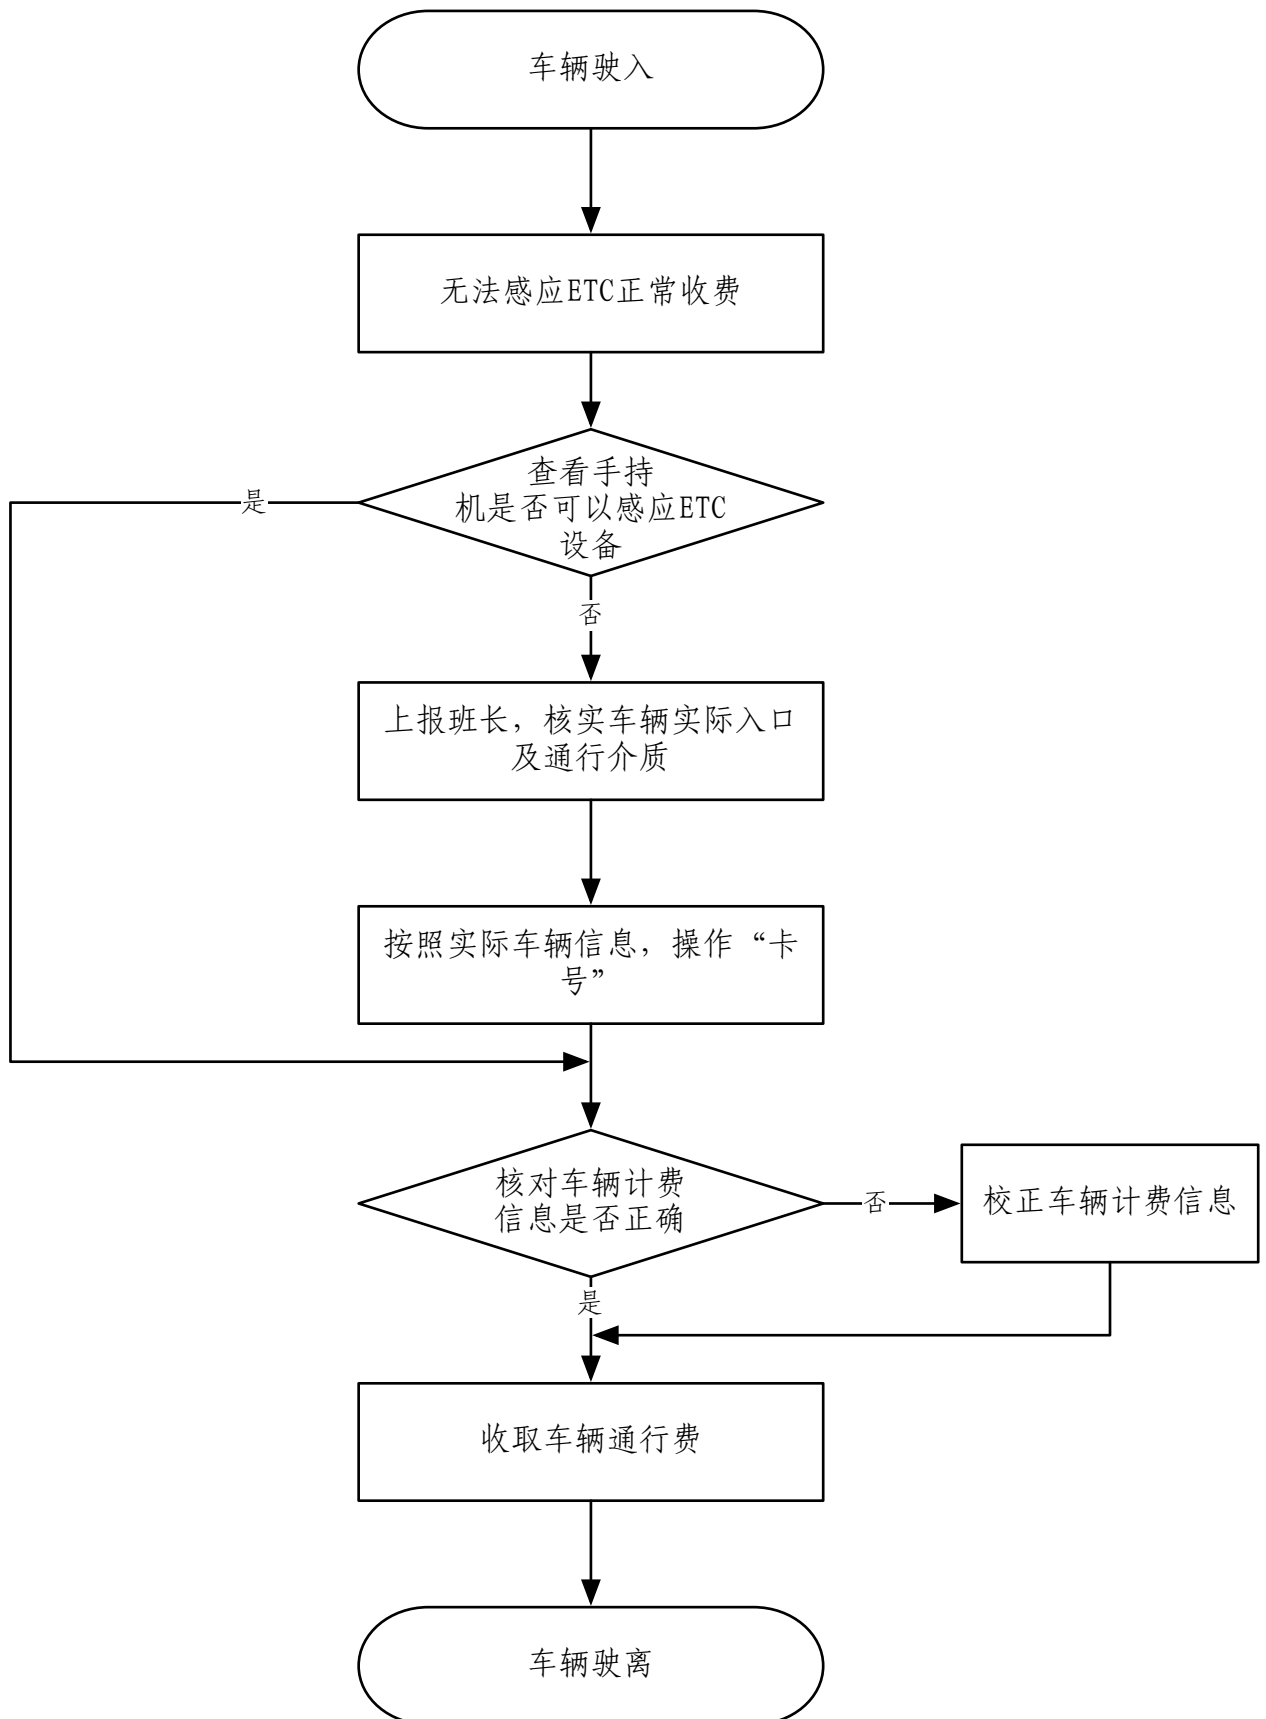 车辆驶入
无法感应ETC正常收费
查看手持
机是否可以感应ETC
设备
是
否
上报班长，核实车辆实际入口
及通行介质
按照实际车辆信息，操作“卡
号”
核对车辆计费
信息是否正确
否
校正车辆计费信息
是
收取车辆通行费
车辆驶离